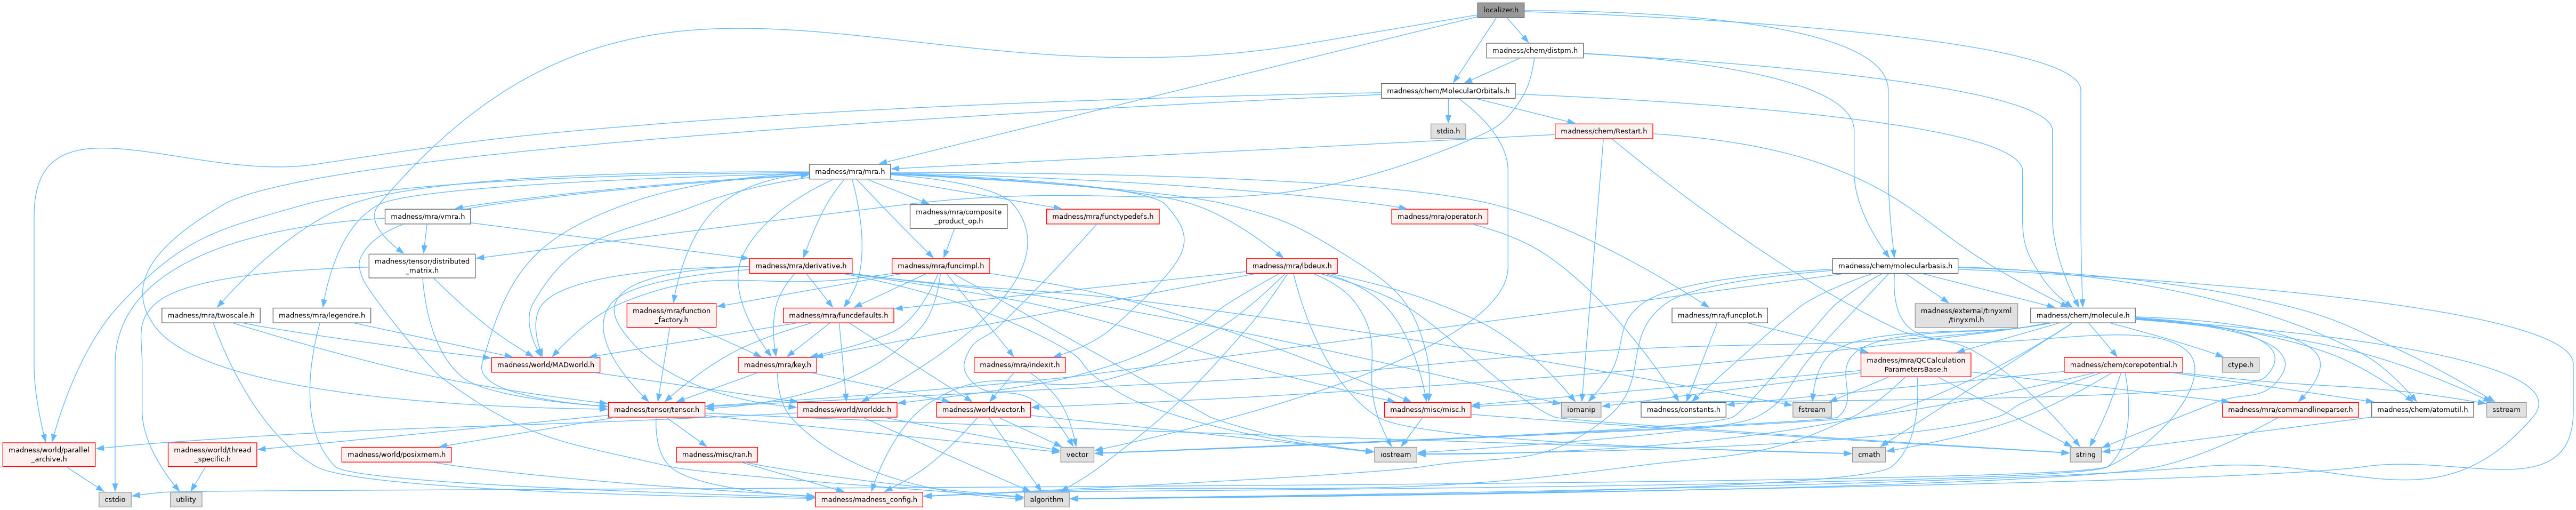 localizer.h
madness/chem/distpm.h
madness/chem/MolecularOrbitals.h
stdio.h
madness/chem/Restart.h
madness/mra/mra.h
madness/mra/vmra.h
madness/mra/composite
_product_op.h
madness/mra/functypedefs.h
madness/mra/operator.h
madness/tensor/distributed
_matrix.h
madness/mra/derivative.h
madness/mra/funcimpl.h
madness/mra/lbdeux.h
madness/chem/molecularbasis.h
madness/mra/twoscale.h
madness/mra/legendre.h
madness/mra/function
_factory.h
madness/mra/funcdefaults.h
madness/mra/funcplot.h
madness/external/tinyxml
/tinyxml.h
madness/chem/molecule.h
madness/world/MADworld.h
madness/mra/key.h
madness/mra/indexit.h
madness/mra/QCCalculation
ParametersBase.h
madness/chem/corepotential.h
ctype.h
madness/tensor/tensor.h
madness/world/worlddc.h
madness/world/vector.h
madness/misc/misc.h
iomanip
madness/constants.h
fstream
madness/mra/commandlineparser.h
madness/chem/atomutil.h
sstream
madness/world/parallel
_archive.h
madness/world/thread
_specific.h
madness/world/posixmem.h
madness/misc/ran.h
vector
iostream
cmath
string
cstdio
utility
madness/madness_config.h
algorithm